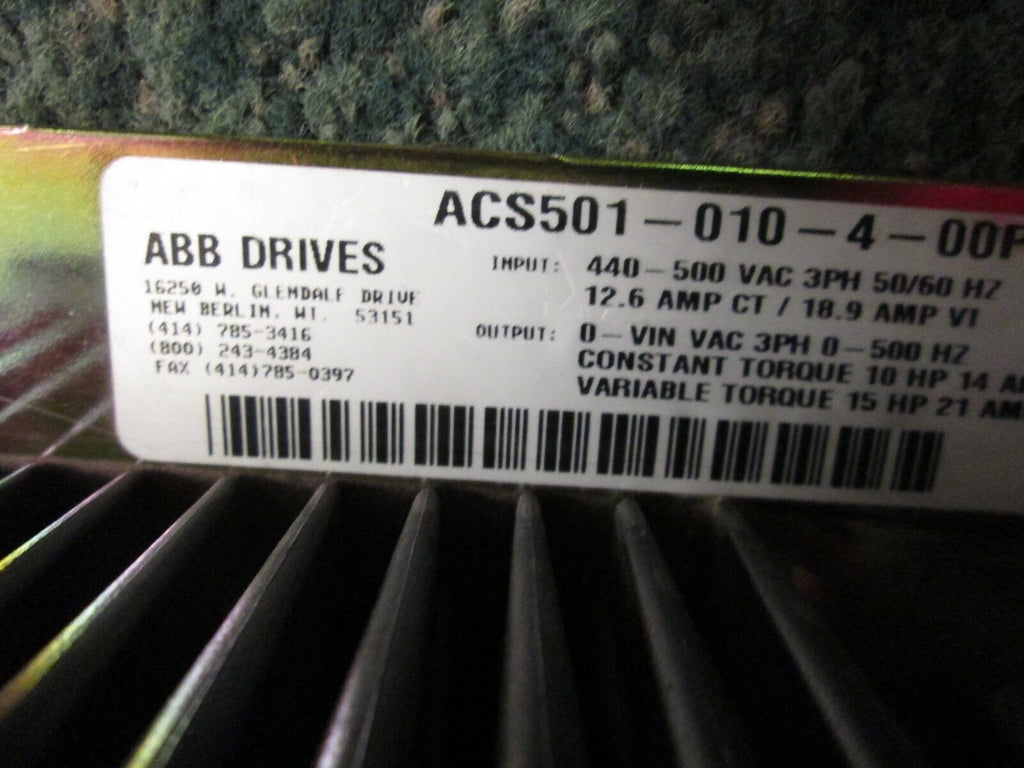 ACS501-010-4-00P
ABB DRIVES
16250 W. GLENDALE DRIVE
NEW BERLIN, WI. 53151
(414) 785-3416
(800) 243-4384
FAX (414)785-0397
INPUT: 440-500 VAC 3PH 50/60 HZ
12.6 AMP CT / 18.9 AMP VT
OUTPUT: 0-VIN VAC 3PH 0-500 HZ
CONSTANT TORQUE 10 HP 14 A
VARIABLE TORQUE 15 HP 21 AM